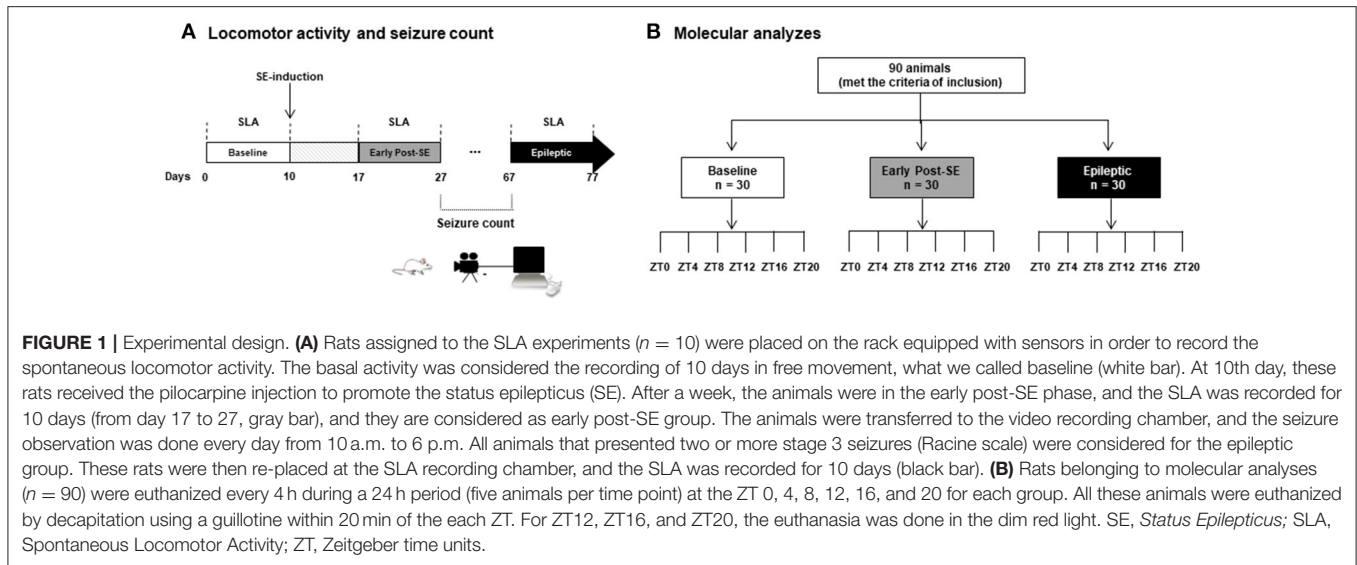 A Locomotor activity and seizure count
SE-induction
SLA SLA SLA
Baseline Early Post-SE ... Epileptic
Days 0 10 17 27 67 77
Seizure count
B Molecular analyzes
90 animals
(met the criteria of inclusion)
Baseline
n = 30
Early Post-SE
n = 30
Epileptic
n = 30
ZT0 ZT4 ZT8 ZT12 ZT16 ZT20 ZT0 ZT4 ZT8 ZT12 ZT16 ZT20 ZT0 ZT4 ZT8 ZT12 ZT16 ZT20
FIGURE 1 | Experimental design. (A) Rats assigned to the SLA experiments (n = 10) were placed on the rack equipped with sensors in order to record the
spontaneous locomotor activity. The basal activity was considered the recording of 10 days in free movement, what we called baseline (white bar). At 10th day, these
rats received the pilocarpine injection to promote the status epilepticus (SE). After a week, the animals were in the early post-SE phase, and the SLA was recorded for
10 days (from day 17 to 27, gray bar), and they are considered as early post-SE group. The animals were transferred to the video recording chamber, and the seizure
observation was done every day from 10 a.m. to 6 p.m. All animals that presented two or more stage 3 seizures (Racine scale) were considered for the epileptic
group. These rats were then re-placed at the SLA recording chamber, and the SLA was recorded for 10 days (black bar). (B) Rats belonging to molecular analyses
(n = 90) were euthanized every 4 h during a 24 h period (five animals per time point) at the ZT 0, 4, 8, 12, 16, and 20 for each group. All these animals were euthanized
by decapitation using a guillotine within 20 min of the each ZT. For ZT12, ZT16, and ZT20, the euthanasia was done in the dim red light. SE, Status Epilepticus; SLA,
Spontaneous Locomotor Activity; ZT, Zeitgeber time units.